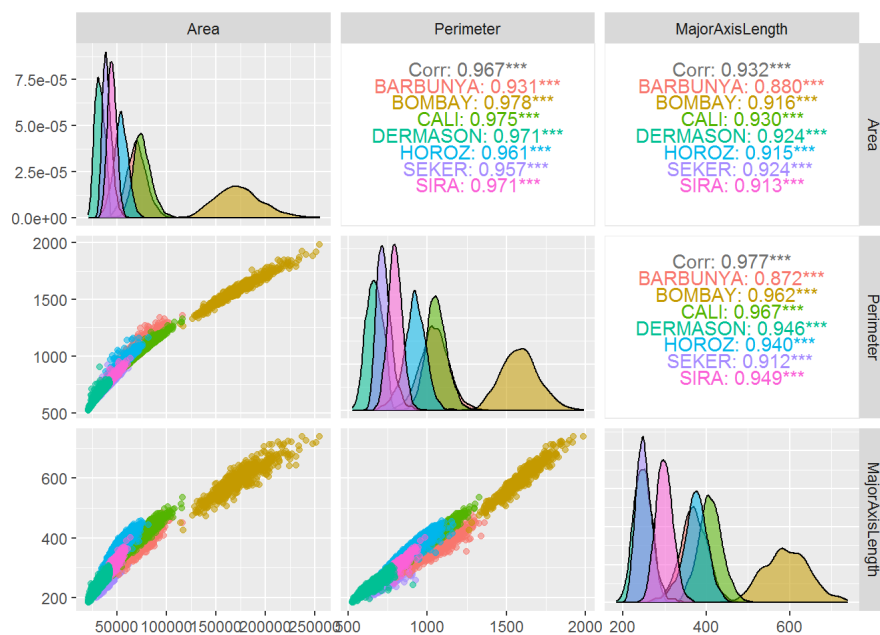 Area
Perimeter
MajorAxisLength
7.5e-05
5.0e-05
2.5e-05
0.0e+00
Corr: 0.967***
BARBUNYA: 0.931***
BOMBAY: 0.978***
CALI: 0.975***
DERMASON: 0.971***
HOROZ: 0.961***
SEKER: 0.957***
SIRA: 0.971***
Corr: 0.932***
BARBUNYA: 0.880***
BOMBAY: 0.916***
CALI: 0.930***
DERMASON: 0.924***
HOROZ: 0.915***
SEKER: 0.924***
SIRA: 0.913***
Area
2000
1500
1000
500
Corr: 0.977***
BARBUNYA: 0.872***
BOMBAY: 0.962***
CALI: 0.967***
DERMASON: 0.946***
HOROZ: 0.940***
SEKER: 0.912***
SIRA: 0.949***
Perimeter
600
400
200
MajorAxisLength
50000 100000 150000 200000 250000
500 1000 1500 2000
200 400 600